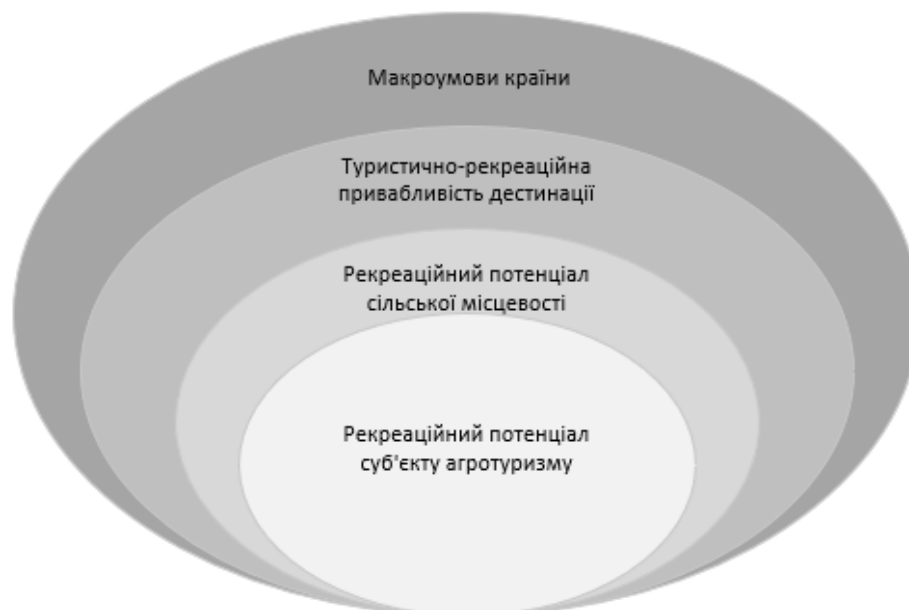 Макроумови країни
Туристично-рекреаційна
привабливість дестинації
Рекреаційний потенціал
сільської місцевості
Рекреаційний потенціал
суб'єкту агротуризму